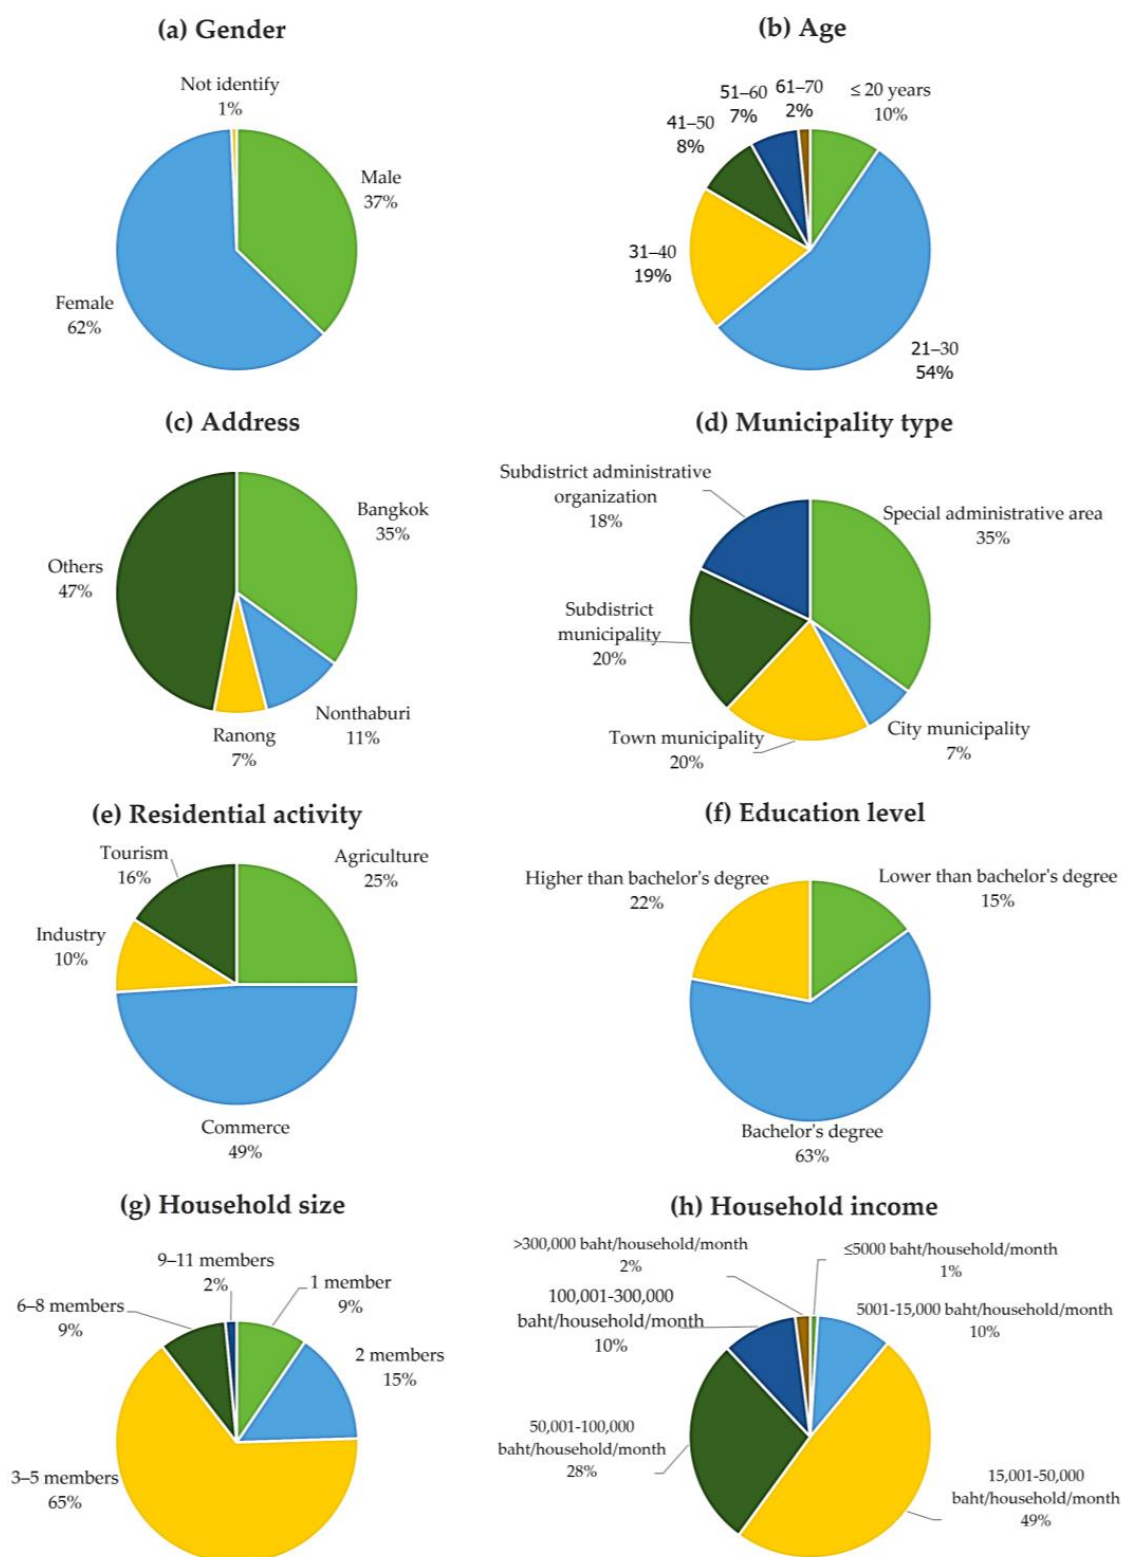 (a) Gender
Not identify
1%
Male
37%
Female
62%
(b) Age
≤ 20 years
10%
21–30
54%
31–40
19%
41–50
8%
51–60
7%
61–70
2%
(c) Address
Bangkok
35%
Nonthaburi
11%
Ranong
7%
Others
47%
(d) Municipality type
Special administrative area
35%
City municipality
7%
Town municipality
20%
Subdistrict
municipality
20%
Subdistrict administrative
organization
18%
(e) Residential activity
Agriculture
25%
Commerce
49%
Industry
10%
Tourism
16%
(f) Education level
Lower than bachelor's degree
15%
Bachelor's degree
63%
Higher than bachelor's degree
22%
(g) Household size
1 member
9%
2 members
15%
3–5 members
65%
6–8 members
9%
9–11 members
2%
(h) Household income
≤5000 baht/household/month
1%
5001-15,000 baht/household/month
10%
15,001-50,000
baht/household/month
49%
50,001-100,000
baht/household/month
28%
100,001-300,000
baht/household/month
10%
>300,000 baht/household/month
2%